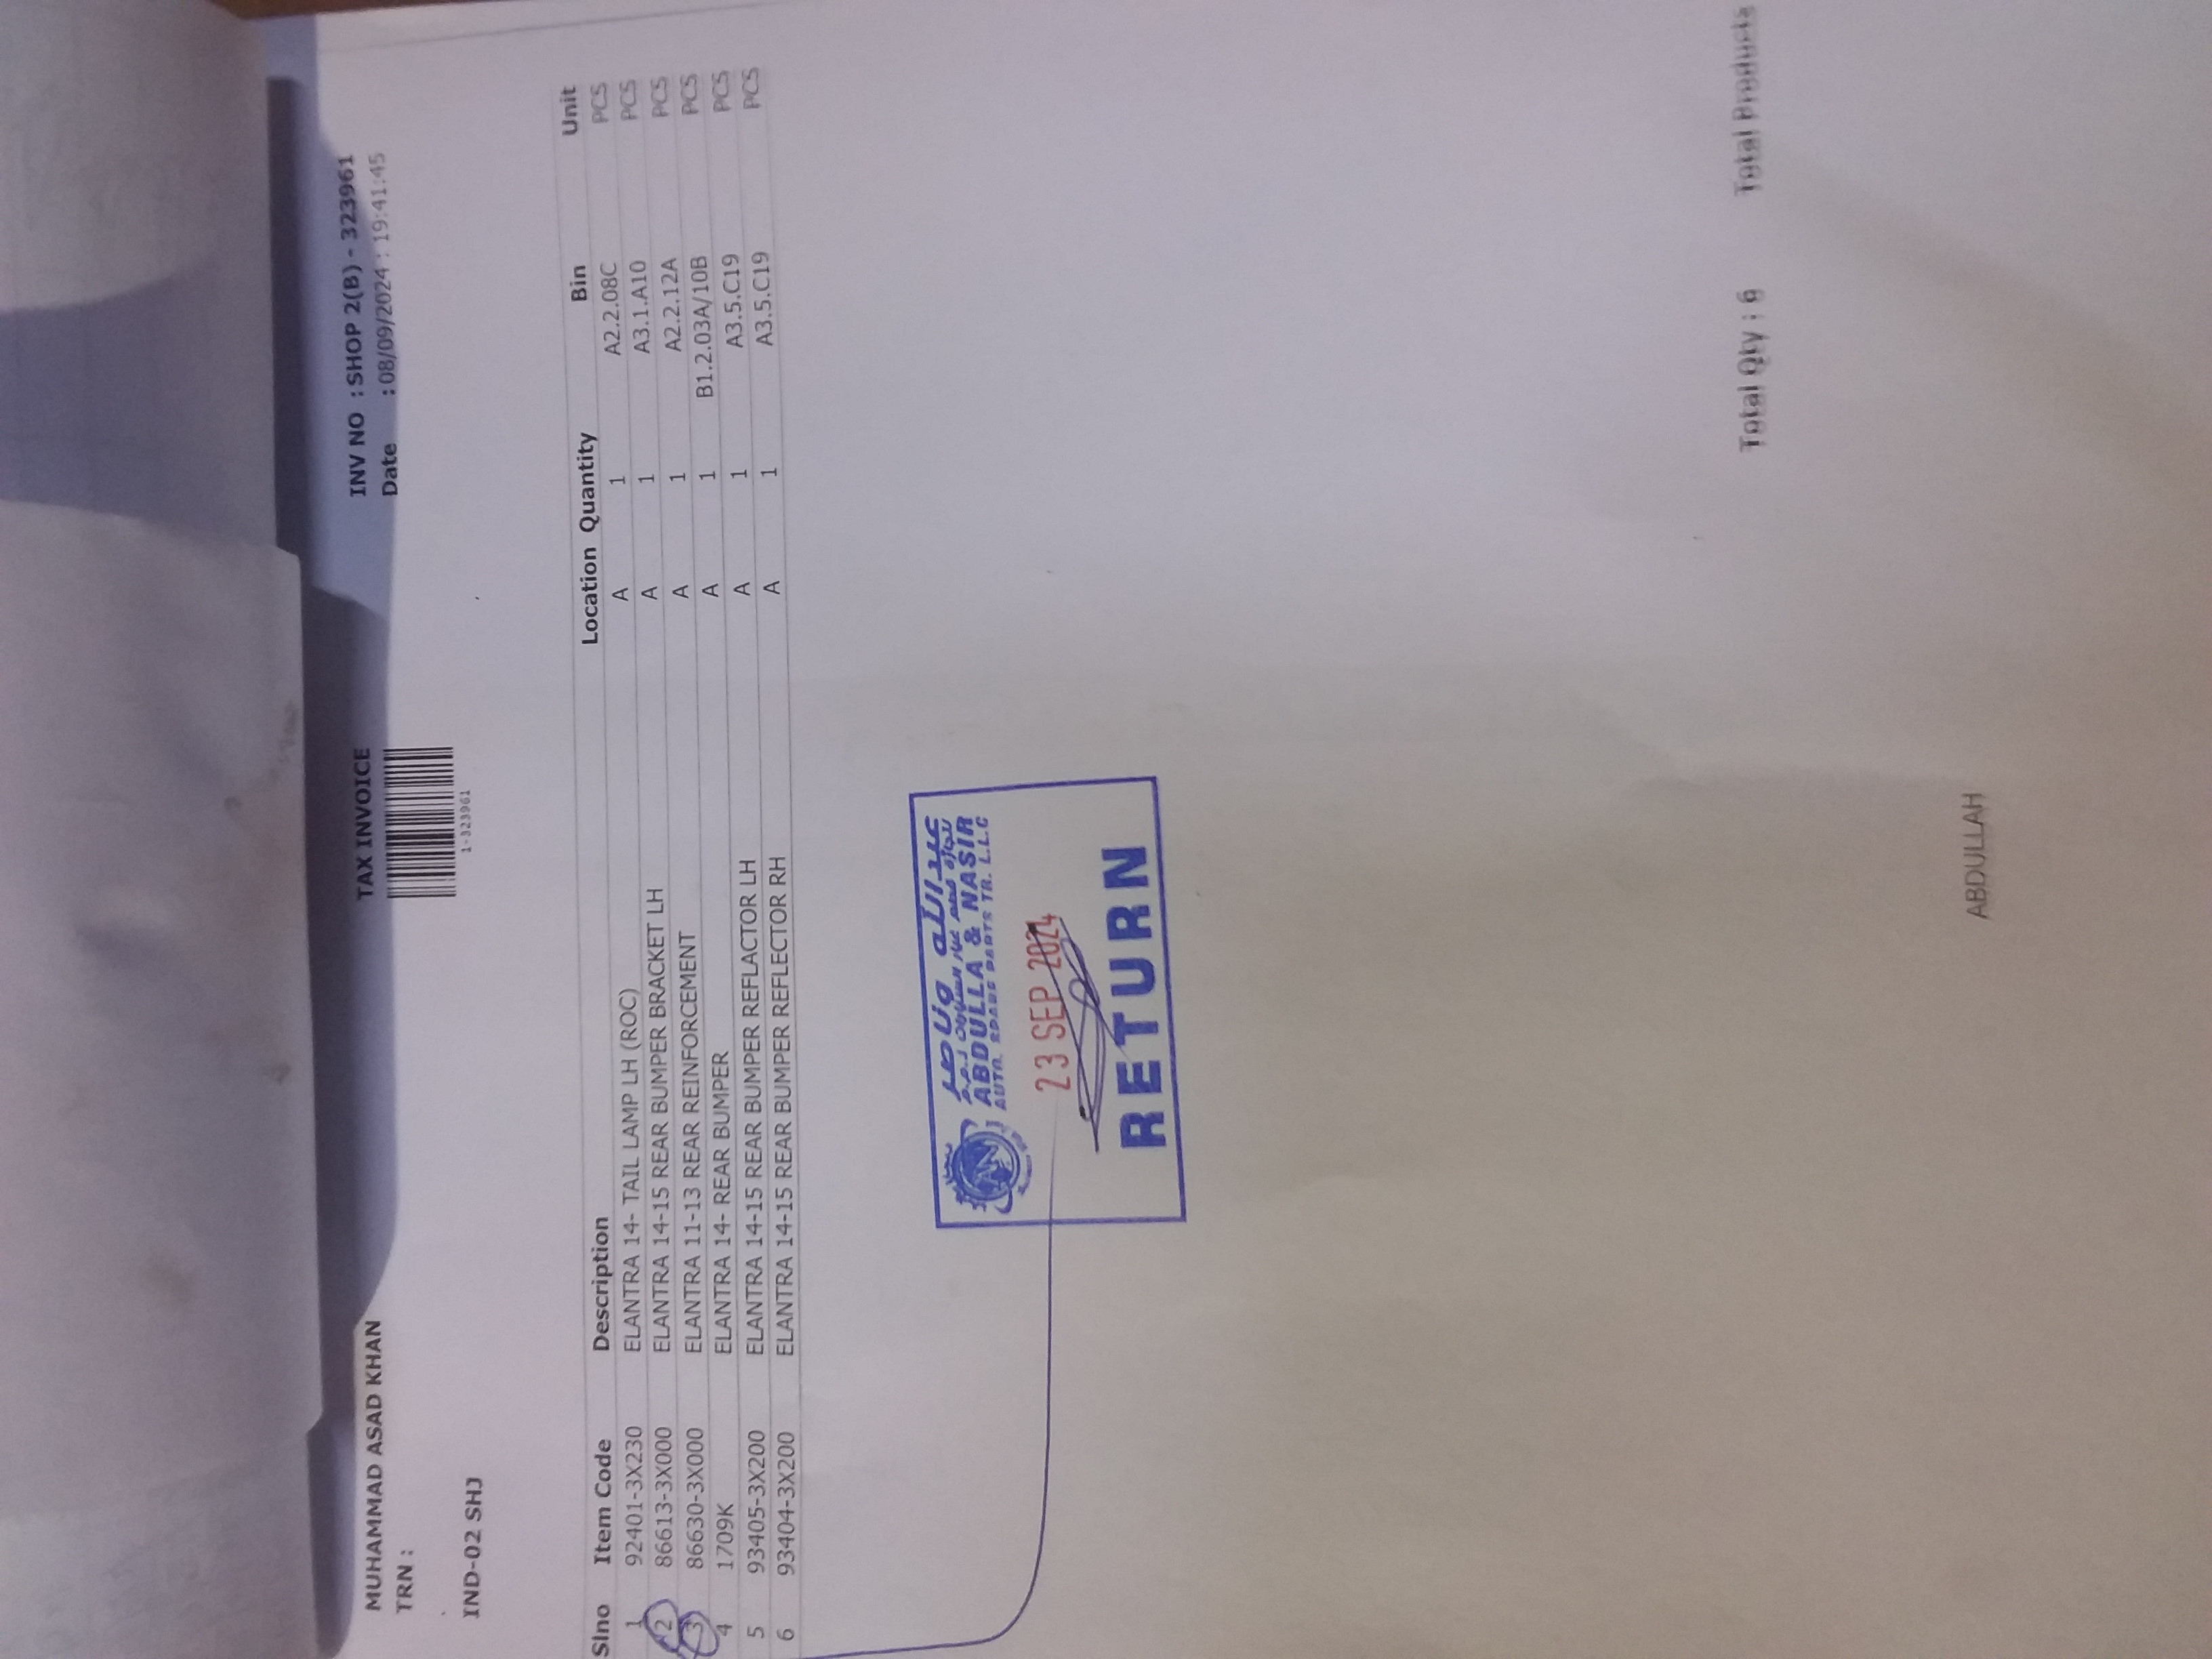 MUHAMMAD ASAD KHAN
TRN :
IND-02 SHJ
TAX INVOICE
1-323961
INV NO : SHOP 2(B) - 323961
Date : 08/09/2024 : 19:41:45
Slno Item Code Description Location Quantity Bin Unit
1 92401-3X230 ELANTRA 14- TAIL LAMP LH (ROC) A 1 A2.2.08C PCS
2 86613-3X000 ELANTRA 14-15 REAR BUMPER BRACKET LH A 1 A3.1.A10 PCS
3 86630-3X000 ELANTRA 11-13 REAR REINFORCEMENT A 1 A2.2.12A PCS
4 1709K ELANTRA 14- REAR BUMPER A 1 B1.2.03A/10B PCS
5 93405-3X200 ELANTRA 14-15 REAR BUMPER REFLACTOR LH A 1 A3.5.C19 PCS
6 93404-3X200 ELANTRA 14-15 REAR BUMPER REFLECTOR RH A 1 A3.5.C19 PCS
عبدالله وناصر
ABDULLA & NASIR
AUTO. SPARE PARTS TR. L.L.C
23 SEP 2024
RETURN
Total Qty : 6 Total Products
ABDULLAH